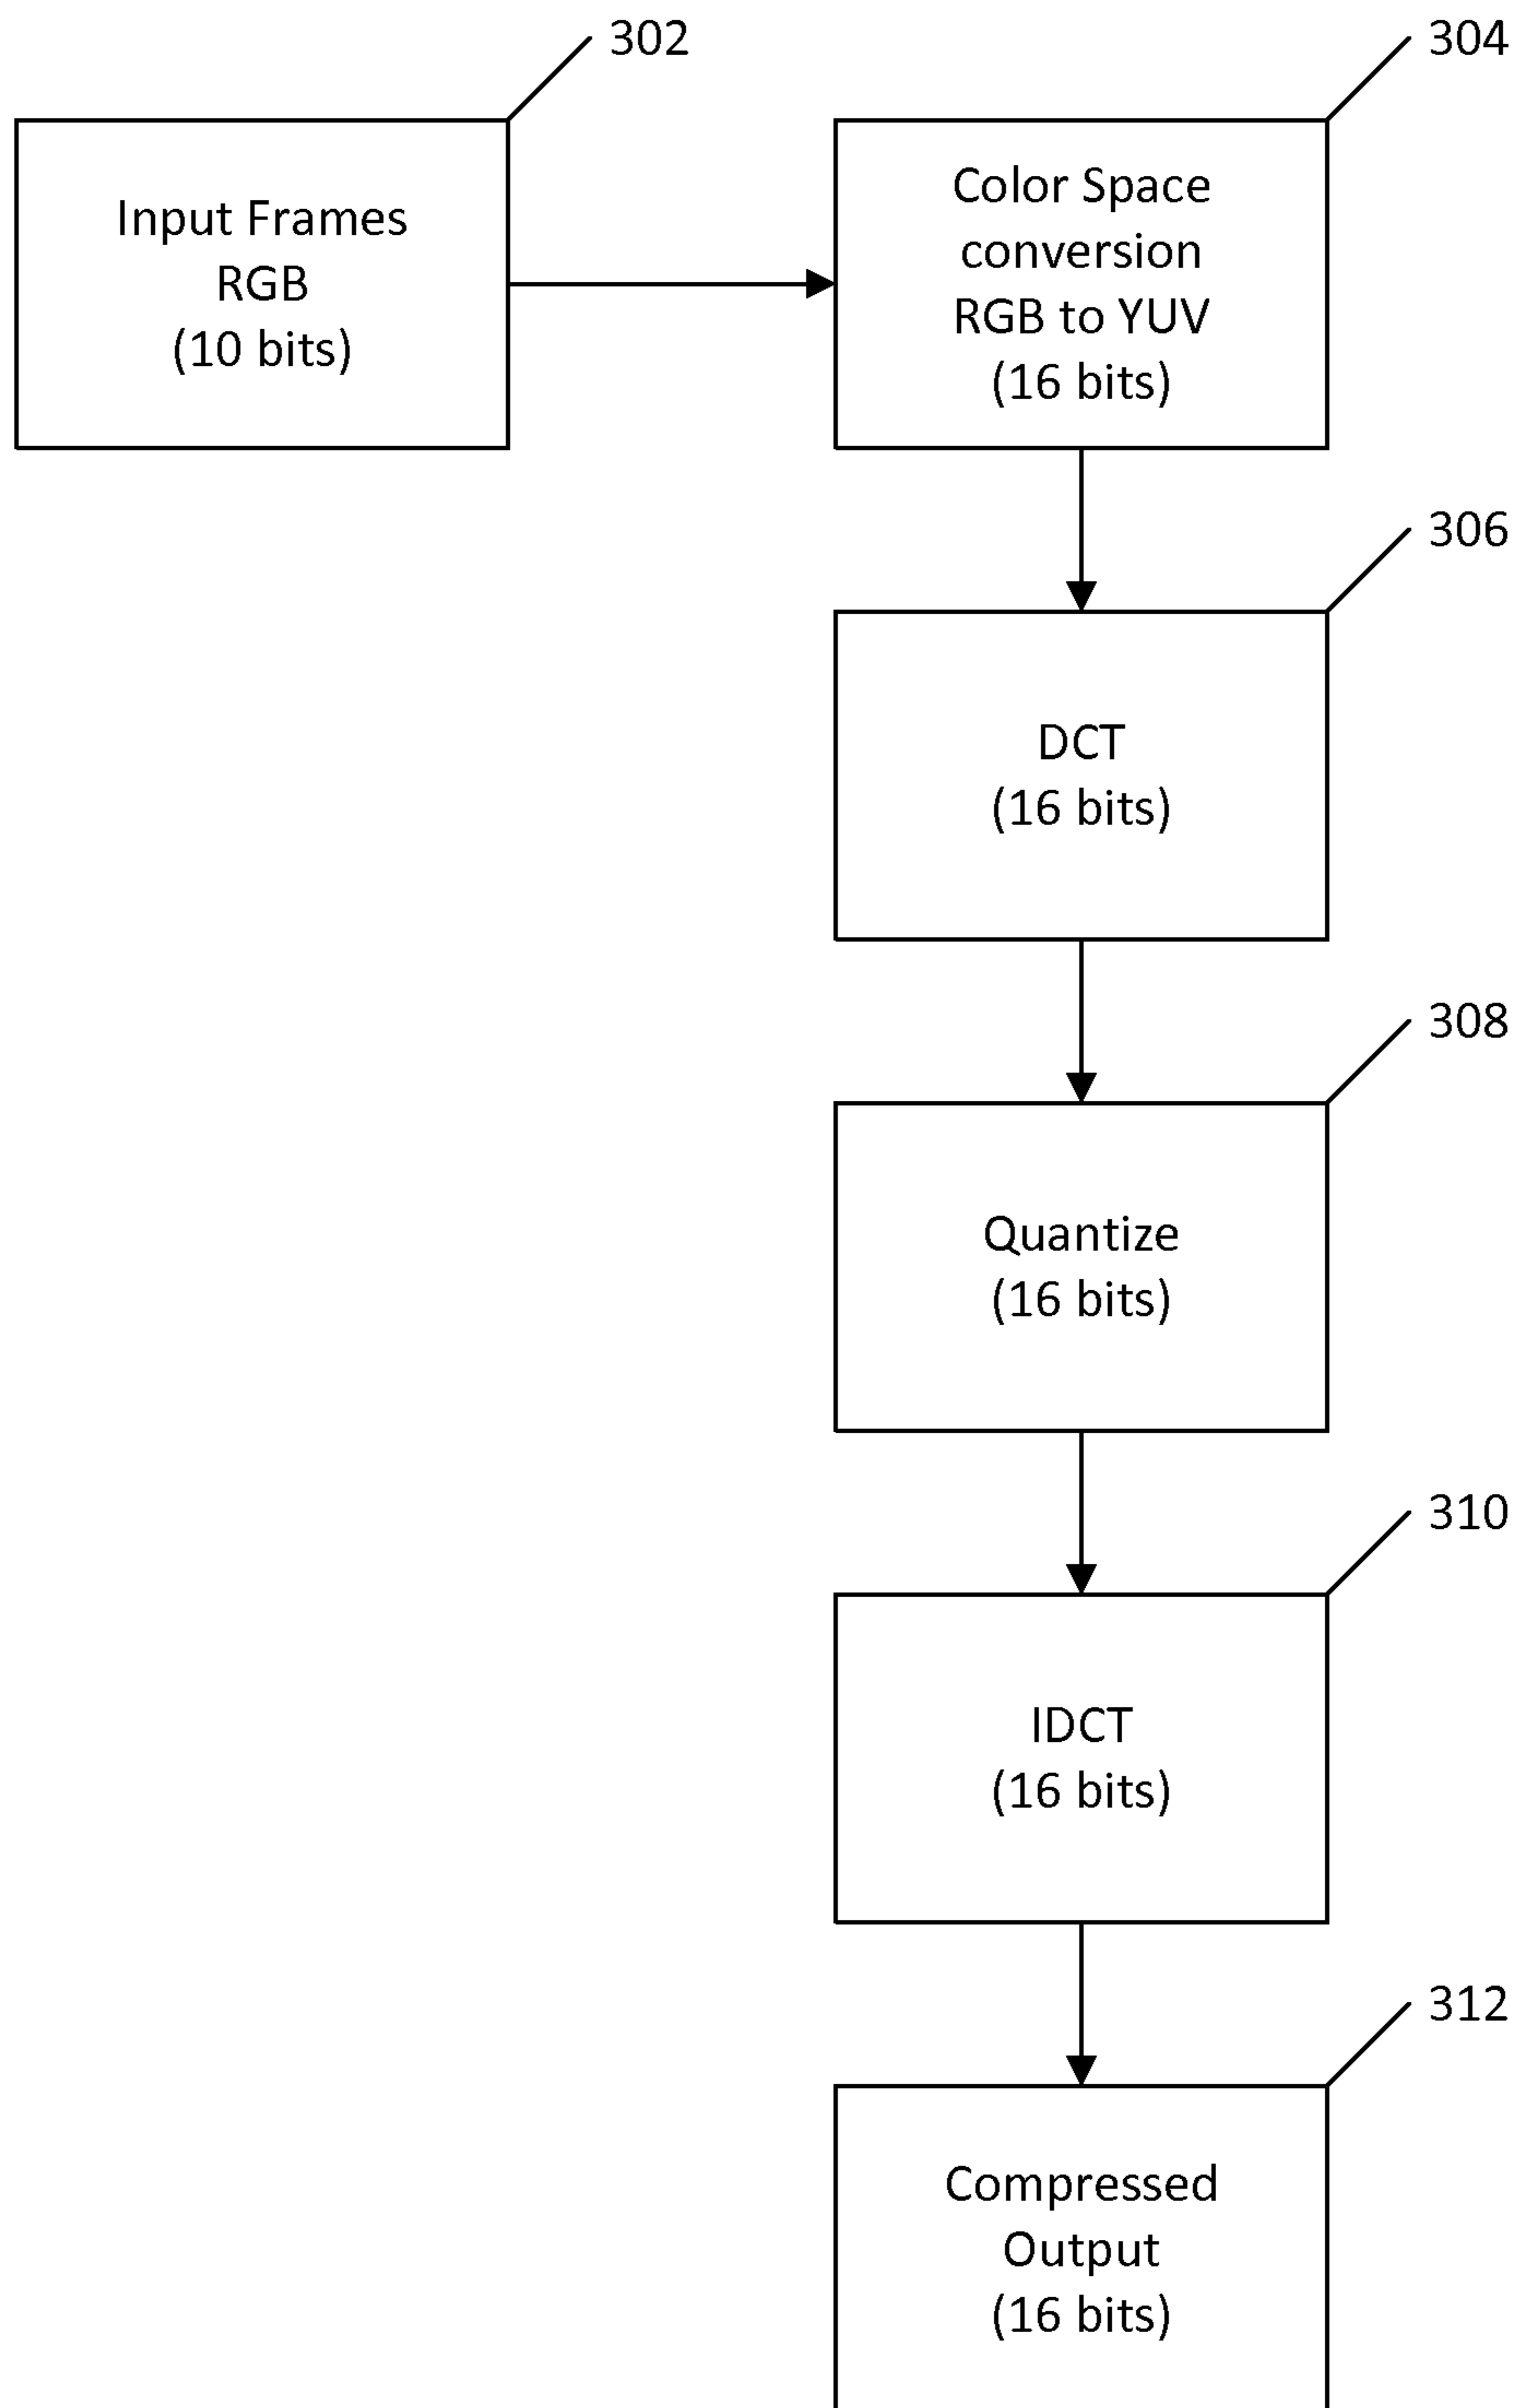 302
Input Frames
RGB
(10 bits)
304
Color Space
conversion
RGB to YUV
(16 bits)
306
DCT
(16 bits)
308
Quantize
(16 bits)
310
IDCT
(16 bits)
312
Compressed
Output
(16 bits)